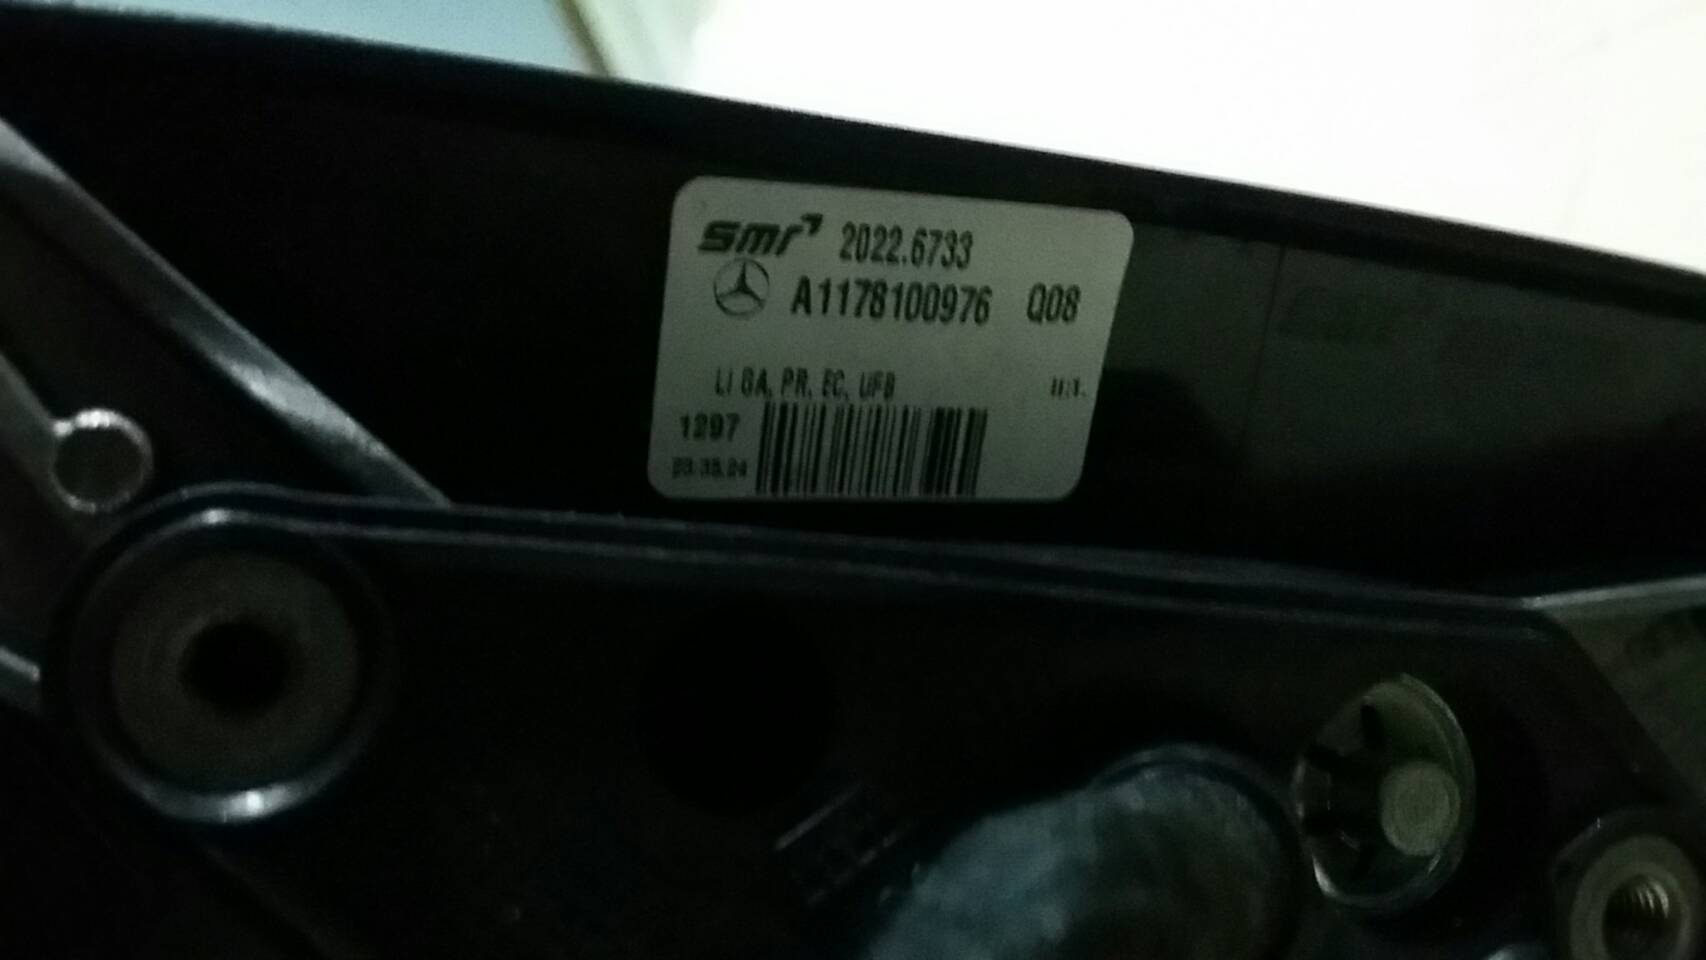 smr 2022.6733
A1178100976 Q08
LI GA, PR, EC, UFB
1297